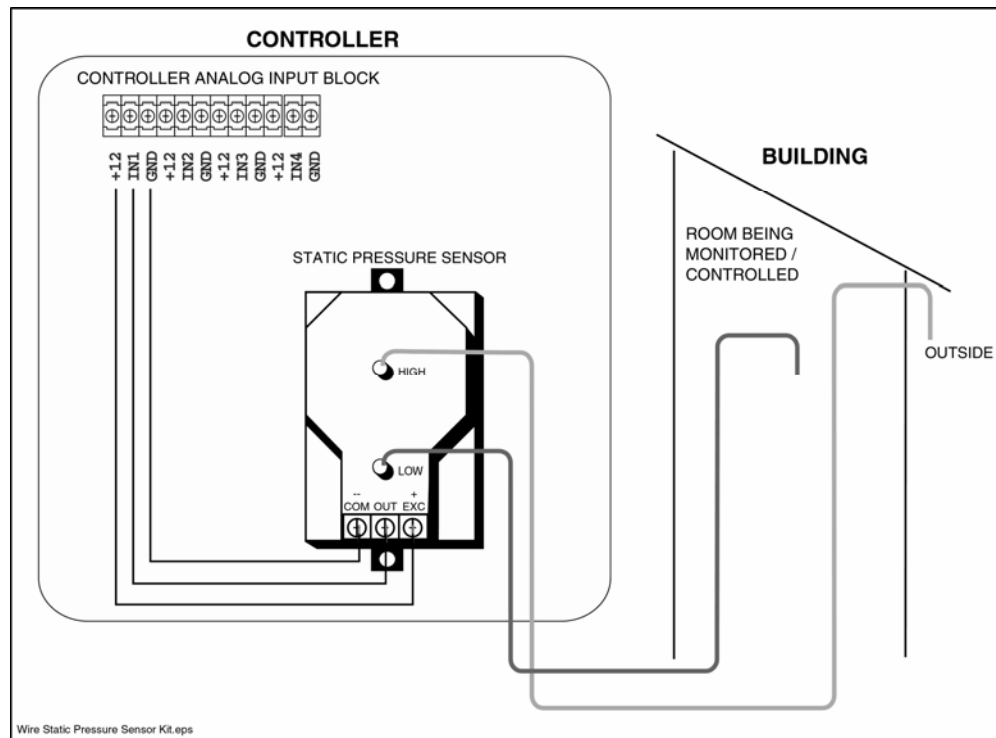 CONTROLLER
CONTROLLER ANALOG INPUT BLOCK
+12 IN1 GND +12 IN2 GND +12 IN3 GND +12 IN4 GND
BUILDING
ROOM BEING
MONITORED /
CONTROLLED
STATIC PRESSURE SENSOR
OUTSIDE
HIGH
LOW
-- +
COM OUT EXC
Wire Static Pressure Sensor Kit.eps